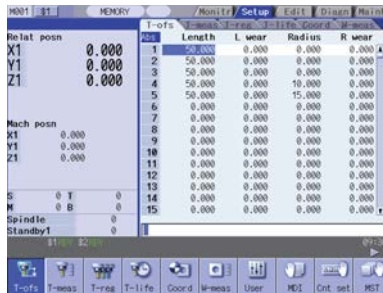 M001 $1 MEMORY Monitr Setup Edit Diagn Maint
T-ofs T-meas T-reg T-life Coord W-meas
Relat posn
X1 0.000
Y1 0.000
Z1 0.000
Mach posn
X1 0.000
Y1 0.000
Z1 0.000
S 0 T 0
M 0 B 0
Spindle 0
Standby1 0
Abs Length L wear Radius R wear
1 50.000 0.000 0.000 0.000
2 50.000 0.000 0.000 0.000
3 50.000 0.000 0.000 0.000
4 50.000 0.000 10.000 0.000
5 50.000 0.000 15.000 0.000
6 0.000 0.000 0.000 0.000
7 0.000 0.000 0.000 0.000
8 0.000 0.000 0.000 0.000
9 0.000 0.000 0.000 0.000
10 0.000 0.000 0.000 0.000
11 0.000 0.000 0.000 0.000
12 0.000 0.000 0.000 0.000
13 0.000 0.000 0.000 0.000
14 0.000 0.000 0.000 0.000
15 0.000 0.000 0.000 0.000
T-ofs T-meas T-reg T-life Coord W-meas User MDI Cnt set MST